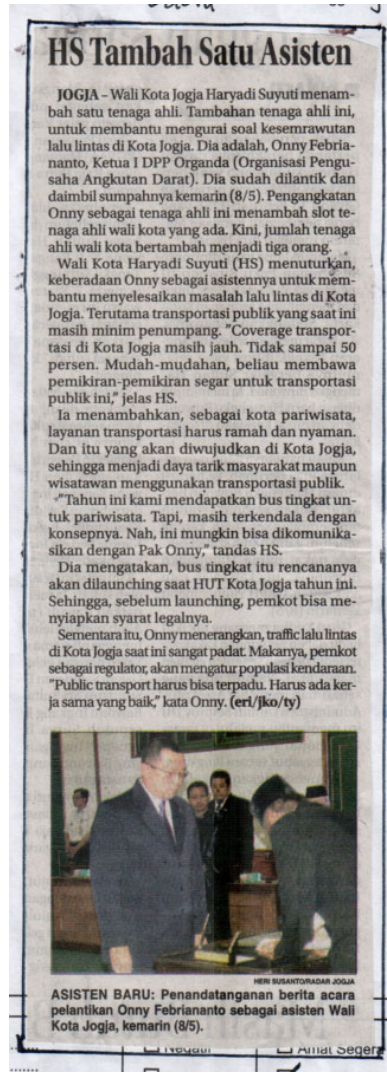 HS Tambah Satu Asisten
JOGJA – Wali Kota Jogja Haryadi Suyuti menam-
bah satu tenaga ahli. Tambahan tenaga ahli ini,
untuk membantu mengurai soal kesemrawutan
lalu lintas di Kota Jogja. Dia adalah, Onny Febria-
nanto, Ketua I DPP Organda (Organisasi Pengu-
saha Angkutan Darat). Dia sudah dilantik dan
daimbil sumpahnya kemarin (8/5). Pengangkatan
Onny sebagai tenaga ahli ini menambah slot te-
naga ahli wali kota yang ada. Kini, jumlah tenaga
ahli wali kota bertambah menjadi tiga orang.
Wali Kota Haryadi Suyuti (HS) menuturkan,
keberadaan Onny sebagai asistennya untuk mem-
bantu menyelesaikan masalah lalu lintas di Kota
Jogja. Terutama transportasi publik yang saat ini
masih minim penumpang. "Coverage transpor-
tasi di Kota Jogja masih jauh. Tidak sampai 50
persen. Mudah-mudahan, beliau membawa
pemikiran-pemikiran segar untuk transportasi
publik ini," jelas HS.
Ia menambahkan, sebagai kota pariwisata,
layanan transportasi harus ramah dan nyaman.
Dan itu yang akan diwujudkan di Kota Jogja,
sehingga menjadi daya tarik masyarakat maupun
wisatawan menggunakan transportasi publik.
"Tahun ini kami mendapatkan bus tingkat un-
tuk pariwisata. Tapi, masih terkendala dengan
konsepnya. Nah, ini mungkin bisa dikomunika-
sikan dengan Pak Onny," tandas HS.
Dia mengatakan, bus tingkat itu rencananya
akan dilaunching saat HUT Kota Jogja tahun ini.
Sehingga, sebelum launching, pemkot bisa me-
nyiapkan syarat legalnya.
Sementara itu, Onny menerangkan, traffic lalu lintas
di Kota Jogja saat ini sangat padat. Makanya, pemkot
sebagai regulator, akan mengatur populasi kendaraan.
"Public transport harus bisa terpadu. Harus ada ker-
ja sama yang baik," kata Onny. (eri/jko/ty)
HERI SUSANTO/RADAR JOGJA
ASISTEN BARU: Penandatanganan berita acara
pelantikan Onny Febriananto sebagai asisten Wali
Kota Jogja, kemarin (8/5).
Negatif
Amat Segera